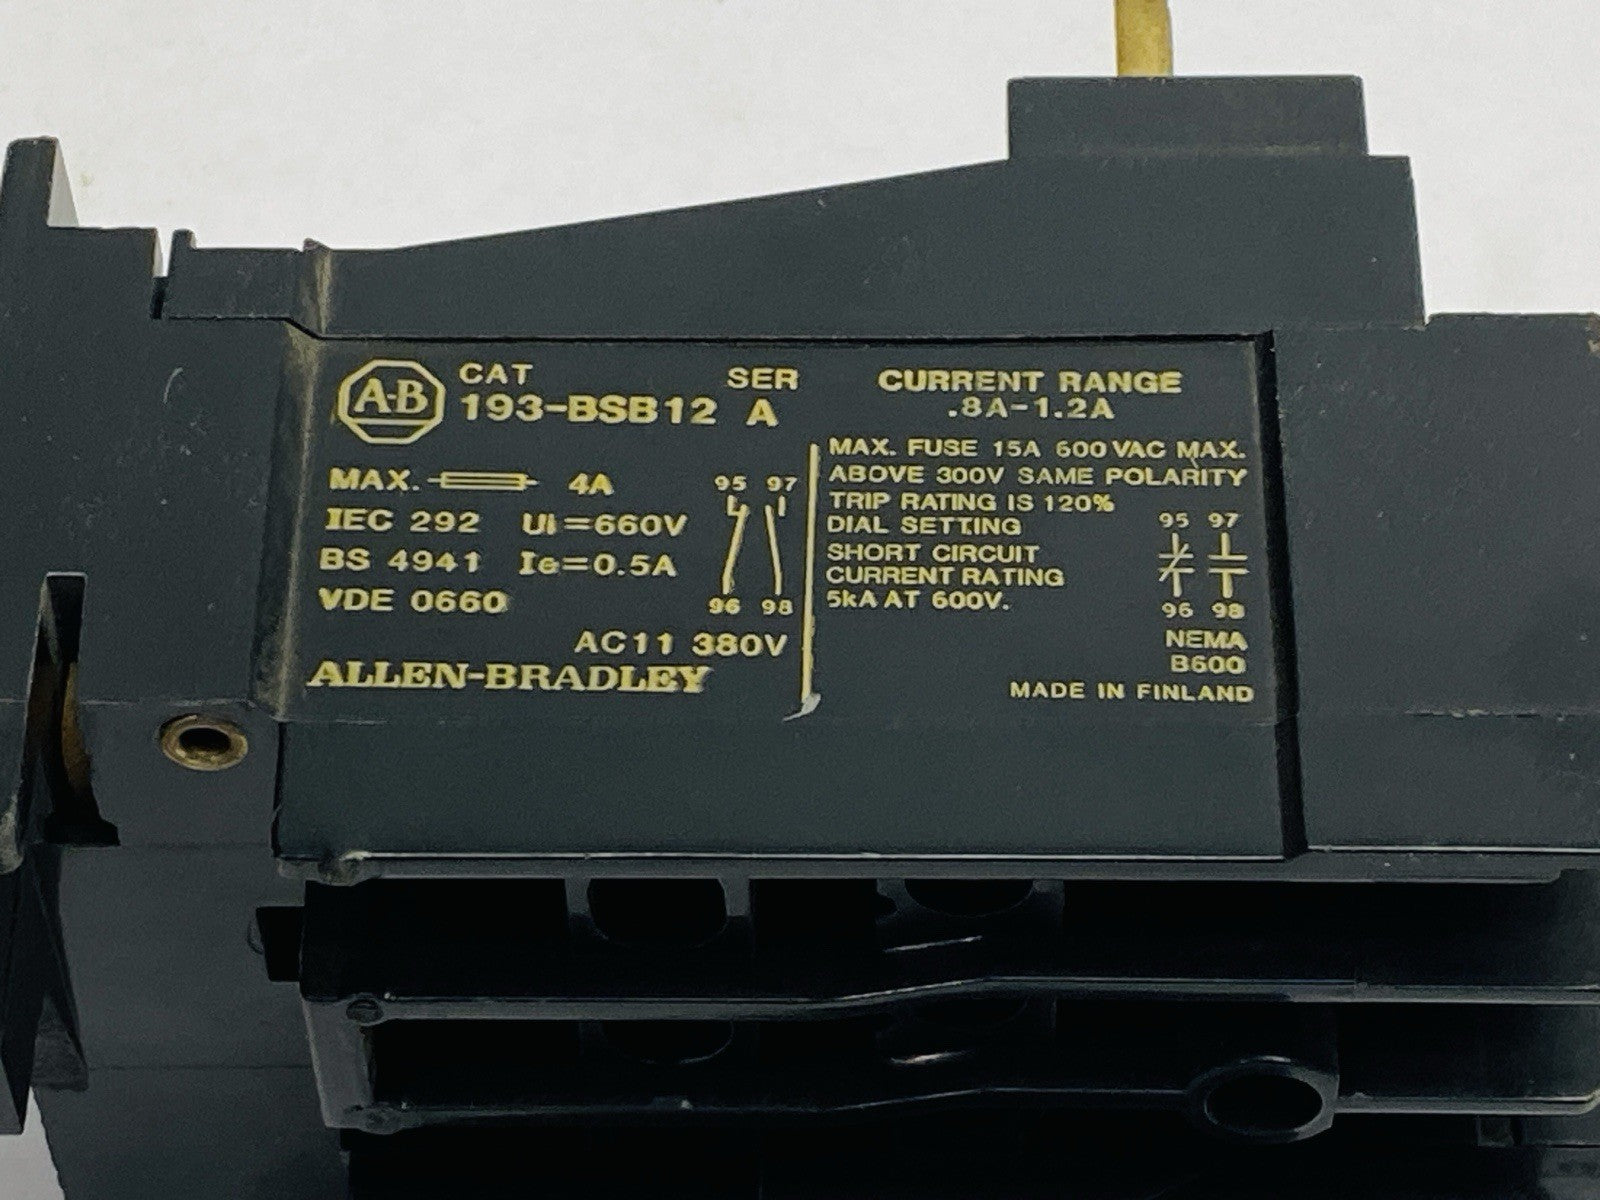 A-B CAT SER
193-BSB12 A
MAX. 4A
IEC 292 Ui=660V
BS 4941 Ie=0.5A
VDE 0660
95 97
96 98
AC11 380V
ALLEN-BRADLEY
CURRENT RANGE
.8A-1.2A
MAX. FUSE 15A 600VAC MAX.
ABOVE 300V SAME POLARITY
TRIP RATING IS 120%
DIAL SETTING
SHORT CIRCUIT
CURRENT RATING
5kA AT 600V.
95 97
96 98
NEMA
B600
MADE IN FINLAND